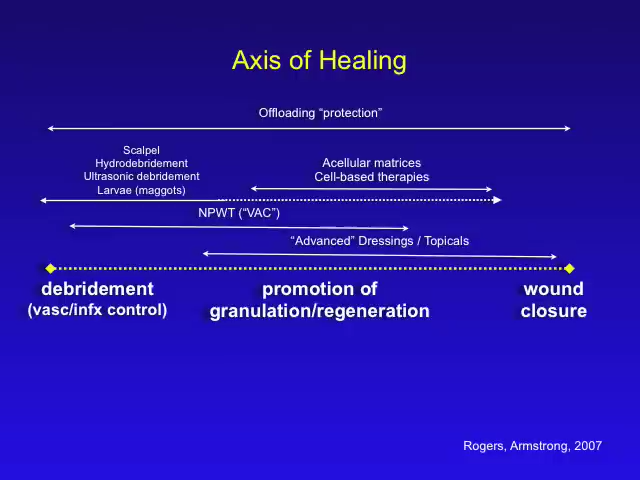 Axis of Healing
Offloading “protection”
Scalpel
Hydrodebridement
Ultrasonic debridement
Larvae (maggots)
Acellular matrices
Cell-based therapies
NPWT (“VAC”)
“Advanced” Dressings / Topicals
debridement
(vasc/infx control)
promotion of
granulation/regeneration
wound
closure
Rogers, Armstrong, 2007